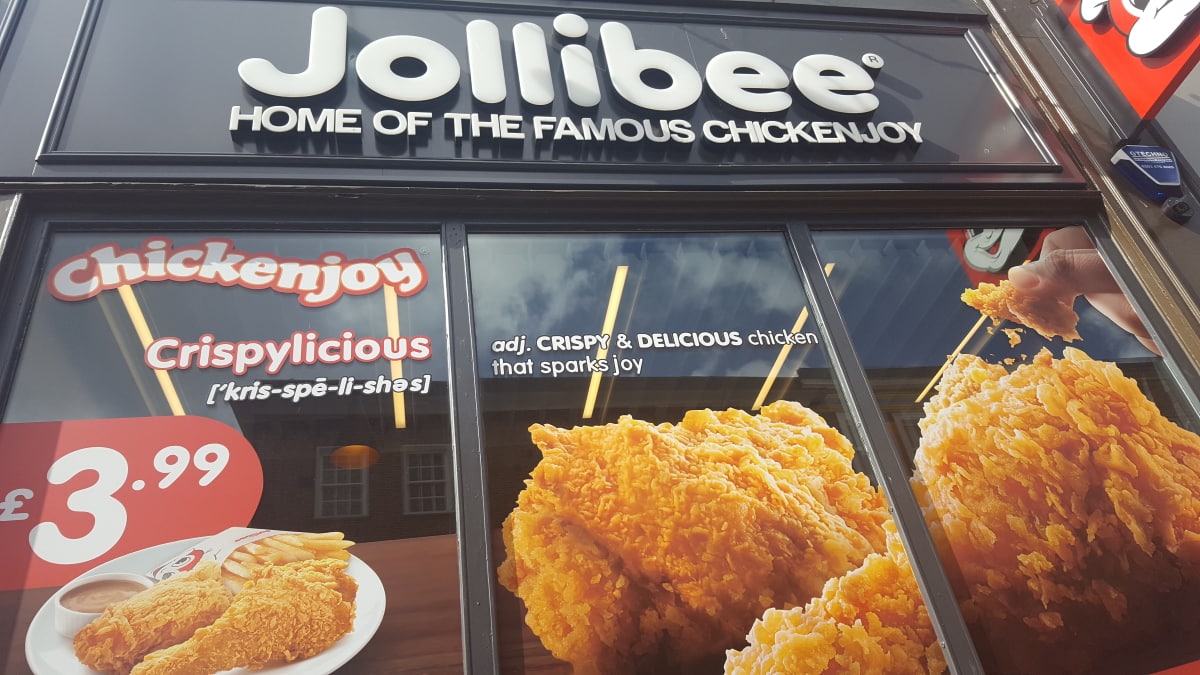 Jollibee®
HOME OF THE FAMOUS CHICKENJOY
Chickenjoy
Crispylicious
['kris-spē-li-shəs]
adj. CRISPY & DELICIOUS chicken
that sparks joy
£3.99